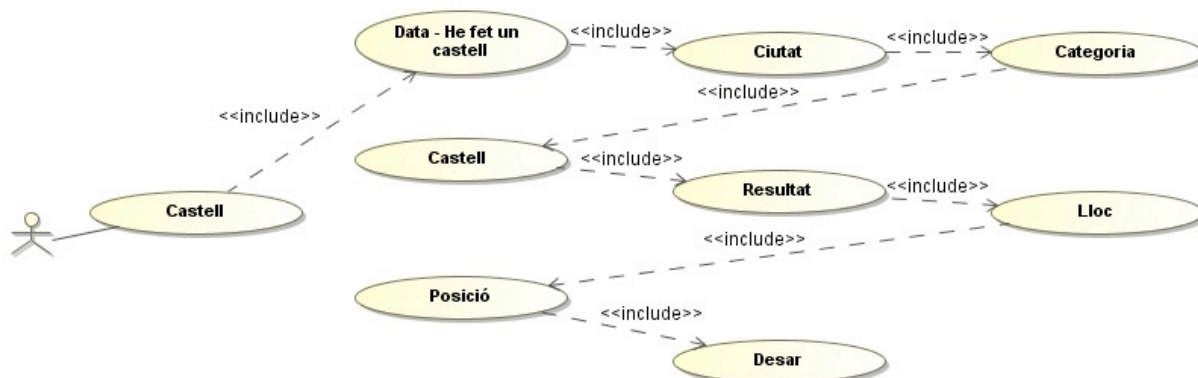 Data - He fet un
castell
<<include>>
Ciutat
<<include>>
Categoria
<<include>>
<<include>>
Castell
<<include>>
Resultat
<<include>>
Castell
Lloc
<<include>>
Posició
<<include>>
Desar